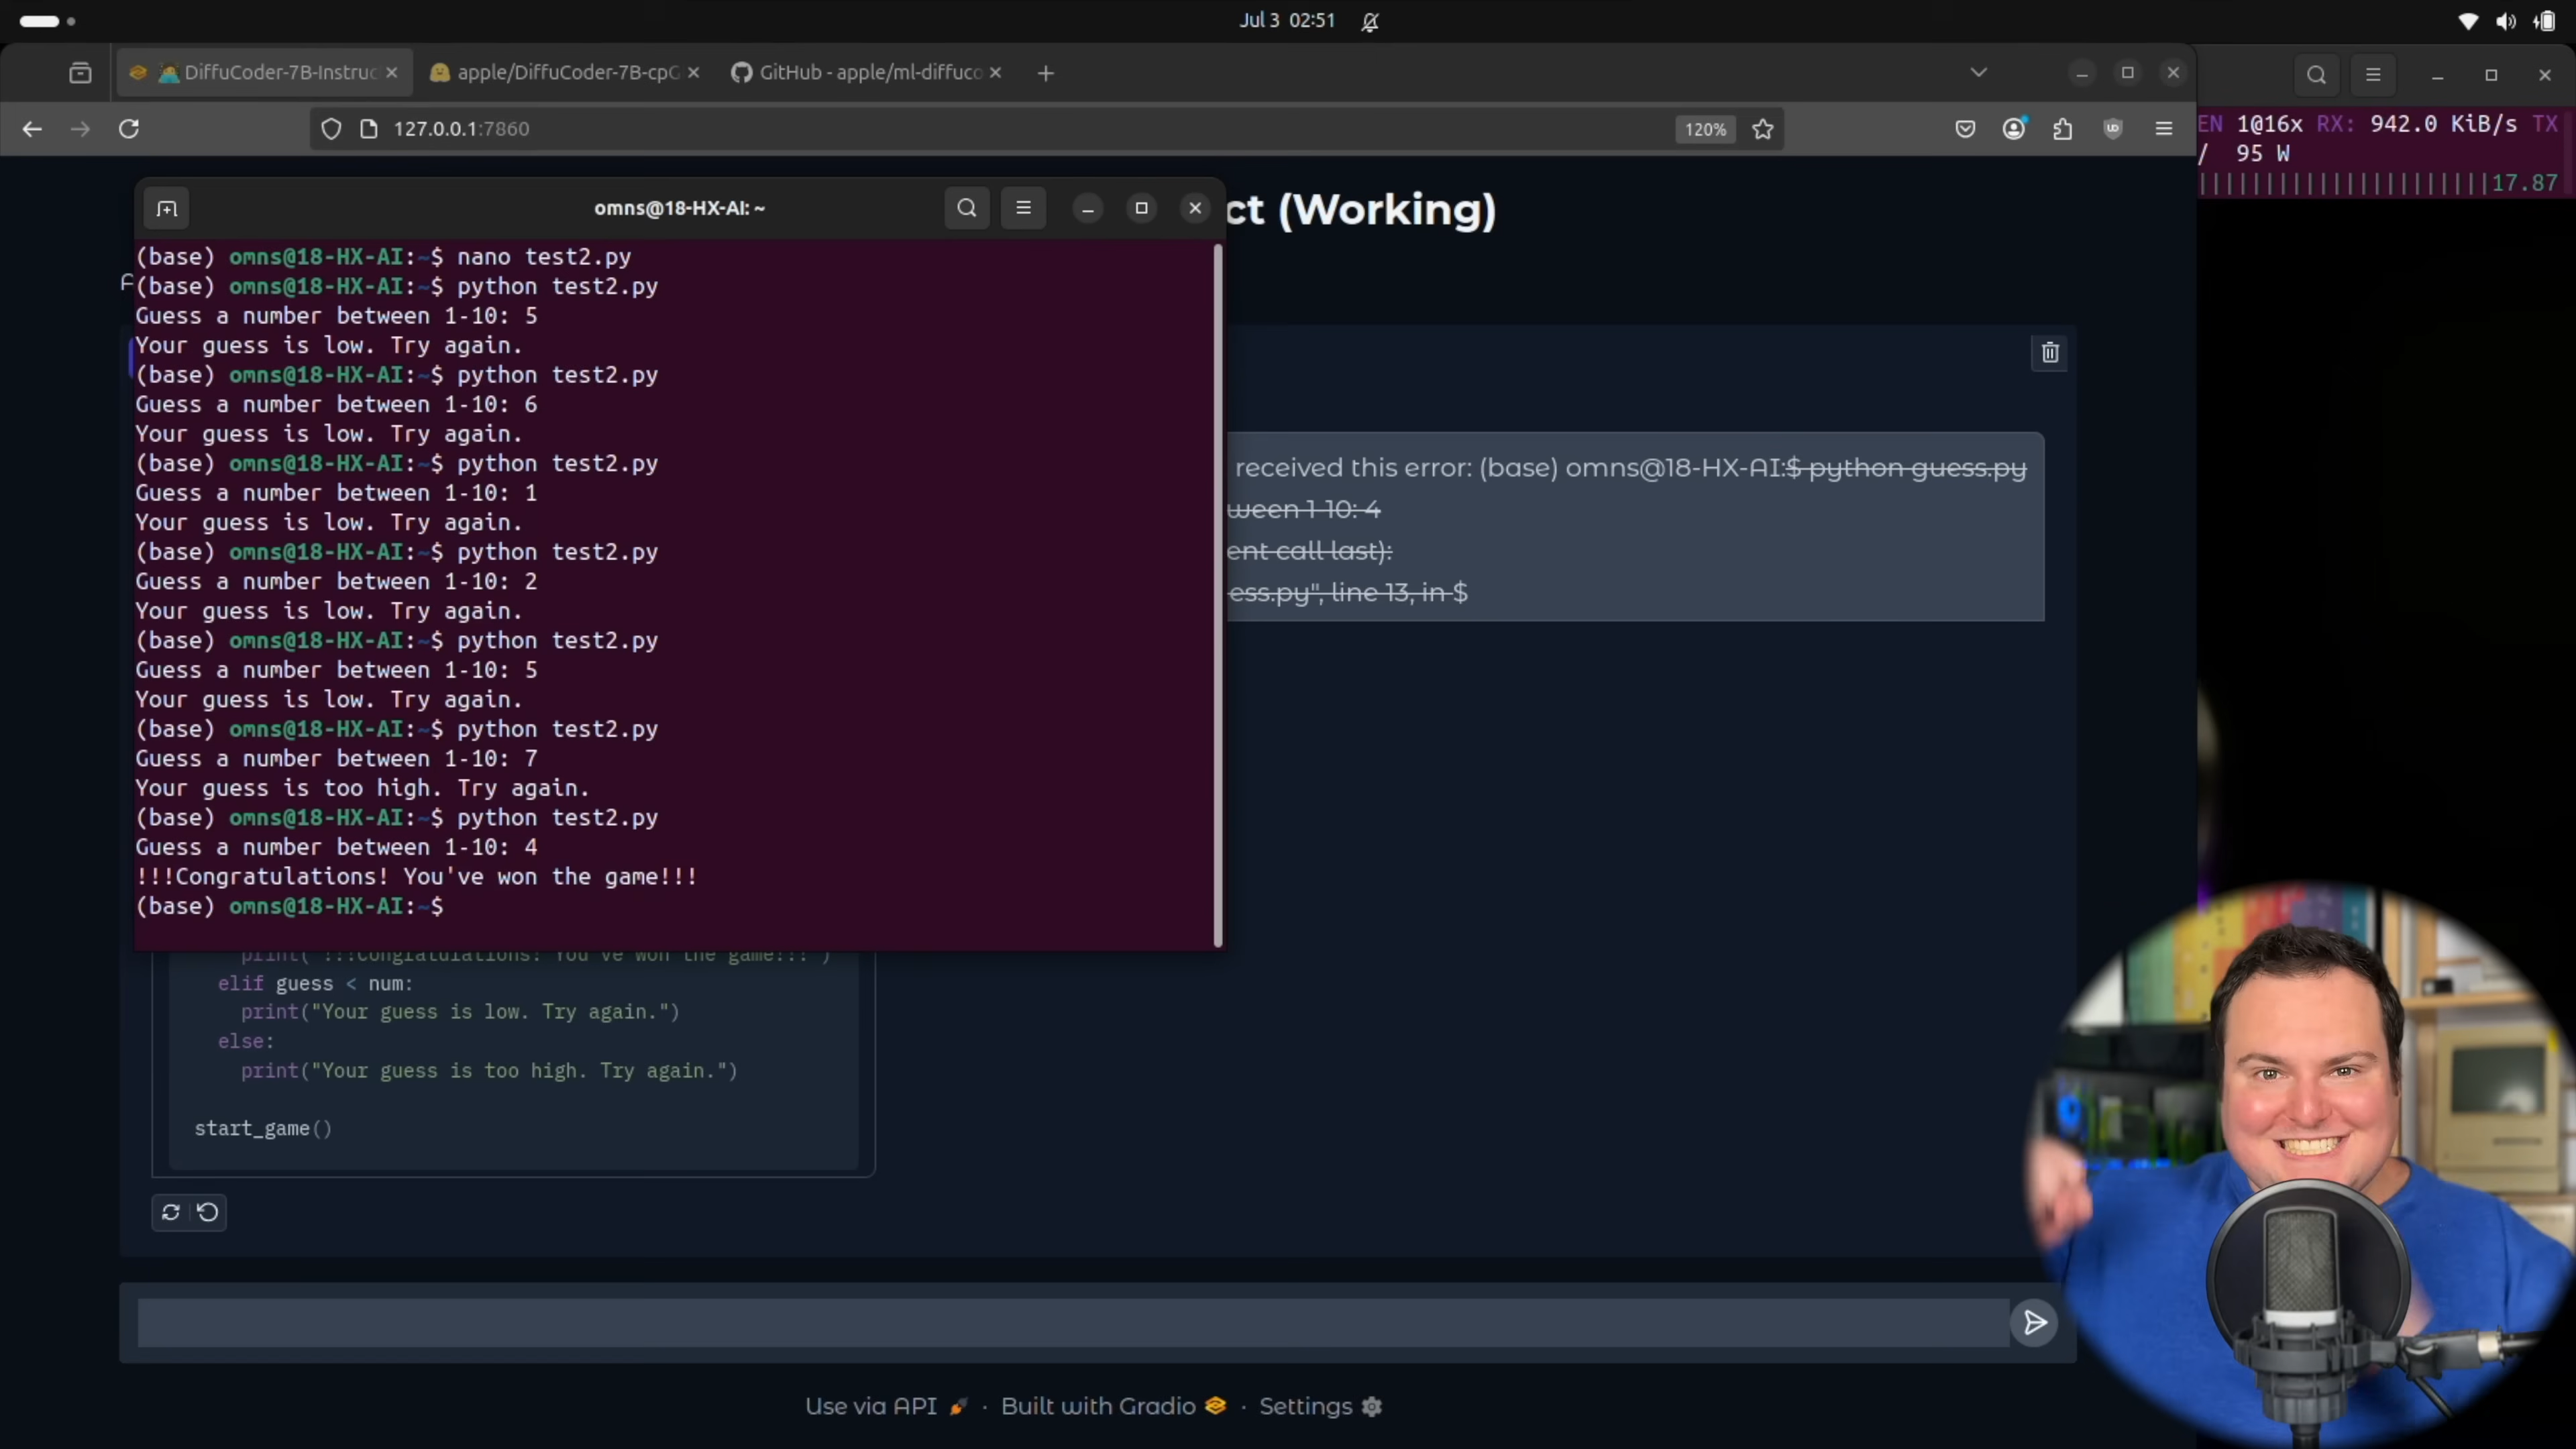 Jul 3 02:51
DiffuCoder-7B-Instruc
apple/DiffuCoder-7B-cpG
GitHub - apple/ml-diffuco
127.0.0.1:7860
120%
EN 1@16x RX: 942.0 KiB/s TX
/ 95 W
17.87
ct (Working)
omns@18-HX-AI: ~
(base) omns@18-HX-AI:~$ nano test2.py
(base) omns@18-HX-AI:~$ python test2.py
Guess a number between 1-10: 5
Your guess is low. Try again.
(base) omns@18-HX-AI:~$ python test2.py
Guess a number between 1-10: 6
Your guess is low. Try again.
(base) omns@18-HX-AI:~$ python test2.py
Guess a number between 1-10: 1
Your guess is low. Try again.
(base) omns@18-HX-AI:~$ python test2.py
Guess a number between 1-10: 2
Your guess is low. Try again.
(base) omns@18-HX-AI:~$ python test2.py
Guess a number between 1-10: 5
Your guess is low. Try again.
(base) omns@18-HX-AI:~$ python test2.py
Guess a number between 1-10: 7
Your guess is too high. Try again.
(base) omns@18-HX-AI:~$ python test2.py
Guess a number between 1-10: 4
!!!Congratulations! You've won the game!!!
(base) omns@18-HX-AI:~$
received this error: (base) omns@18-HX-AI:$ python guess.py
ween 1-10: 4
ent call last):
ess.py", line 13, in $
print("!!!Congratulations! You've won the game!!!")
elif guess < num:
print("Your guess is low. Try again.")
else:
print("Your guess is too high. Try again.")
start_game()
Use via API · Built with Gradio · Settings